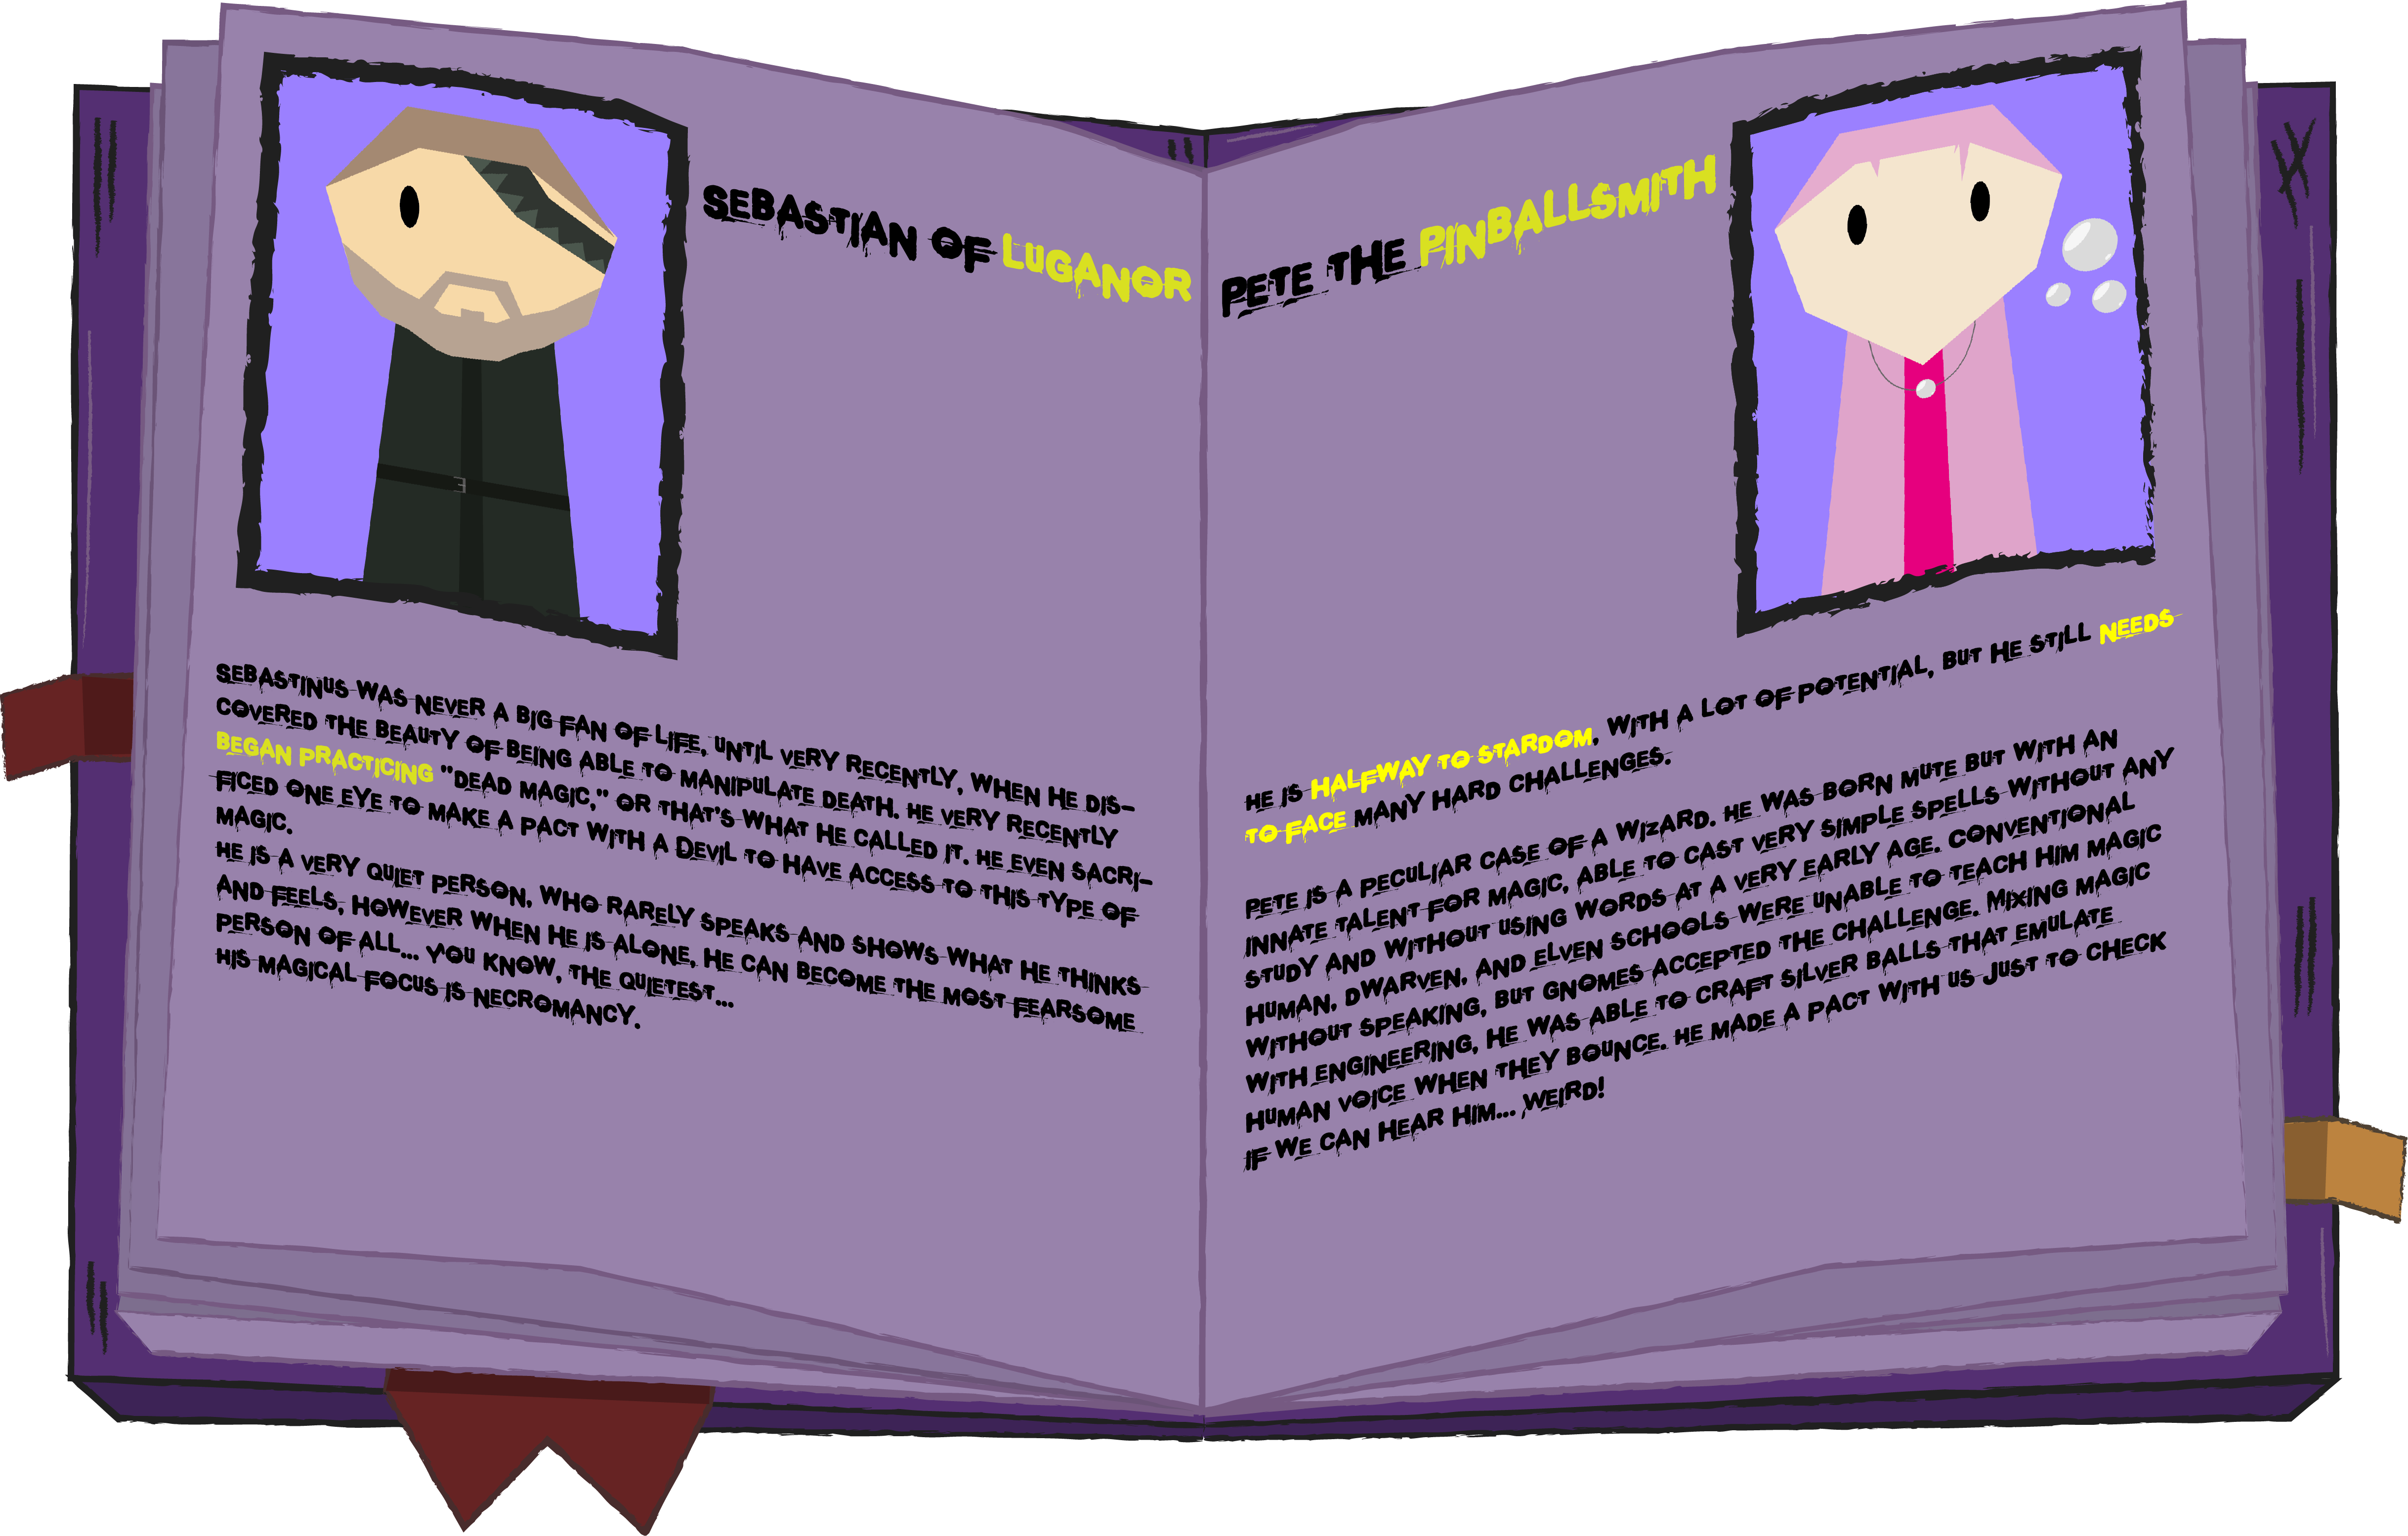 SEBASTIAN OF LUGANOR
SEBASTINUS WAS NEVER A BIG FAN OF LIFE, UNTIL VERY RECENTLY, WHEN HE DIS-
COVERED THE BEAUTY OF BEING ABLE TO MANIPULATE DEATH. HE VERY RECENTLY
BEGAN PRACTICING "DEAD MAGIC," OR THAT'S WHAT HE CALLED IT. HE EVEN SACRI-
FICED ONE EYE TO MAKE A PACT WITH A DEVIL TO HAVE ACCESS TO THIS TYPE OF
MAGIC.
HE IS A VERY QUIET PERSON, WHO RARELY SPEAKS AND SHOWS WHAT HE THINKS
AND FEELS, HOWEVER WHEN HE IS ALONE, HE CAN BECOME THE MOST FEARSOME
PERSON OF ALL... YOU KNOW, THE QUIETEST...
HIS MAGICAL FOCUS IS NECROMANCY.
PETE THE PINBALLSMITH
HE IS HALFWAY TO STARDOM, WITH A LOT OF POTENTIAL, BUT HE STILL NEEDS
TO FACE MANY HARD CHALLENGES.
PETE IS A PECULIAR CASE OF A WIZARD. HE WAS BORN MUTE BUT WITH AN
INNATE TALENT FOR MAGIC, ABLE TO CAST VERY SIMPLE SPELLS WITHOUT ANY
STUDY AND WITHOUT USING WORDS AT A VERY EARLY AGE. CONVENTIONAL
HUMAN, DWARVEN, AND ELVEN SCHOOLS WERE UNABLE TO TEACH HIM MAGIC
WITHOUT SPEAKING, BUT GNOMES ACCEPTED THE CHALLENGE. MIXING MAGIC
WITH ENGINEERING, HE WAS ABLE TO CRAFT SILVER BALLS THAT EMULATE
HUMAN VOICE WHEN THEY BOUNCE. HE MADE A PACT WITH US JUST TO CHECK
IF WE CAN HEAR HIM... WEIRD!